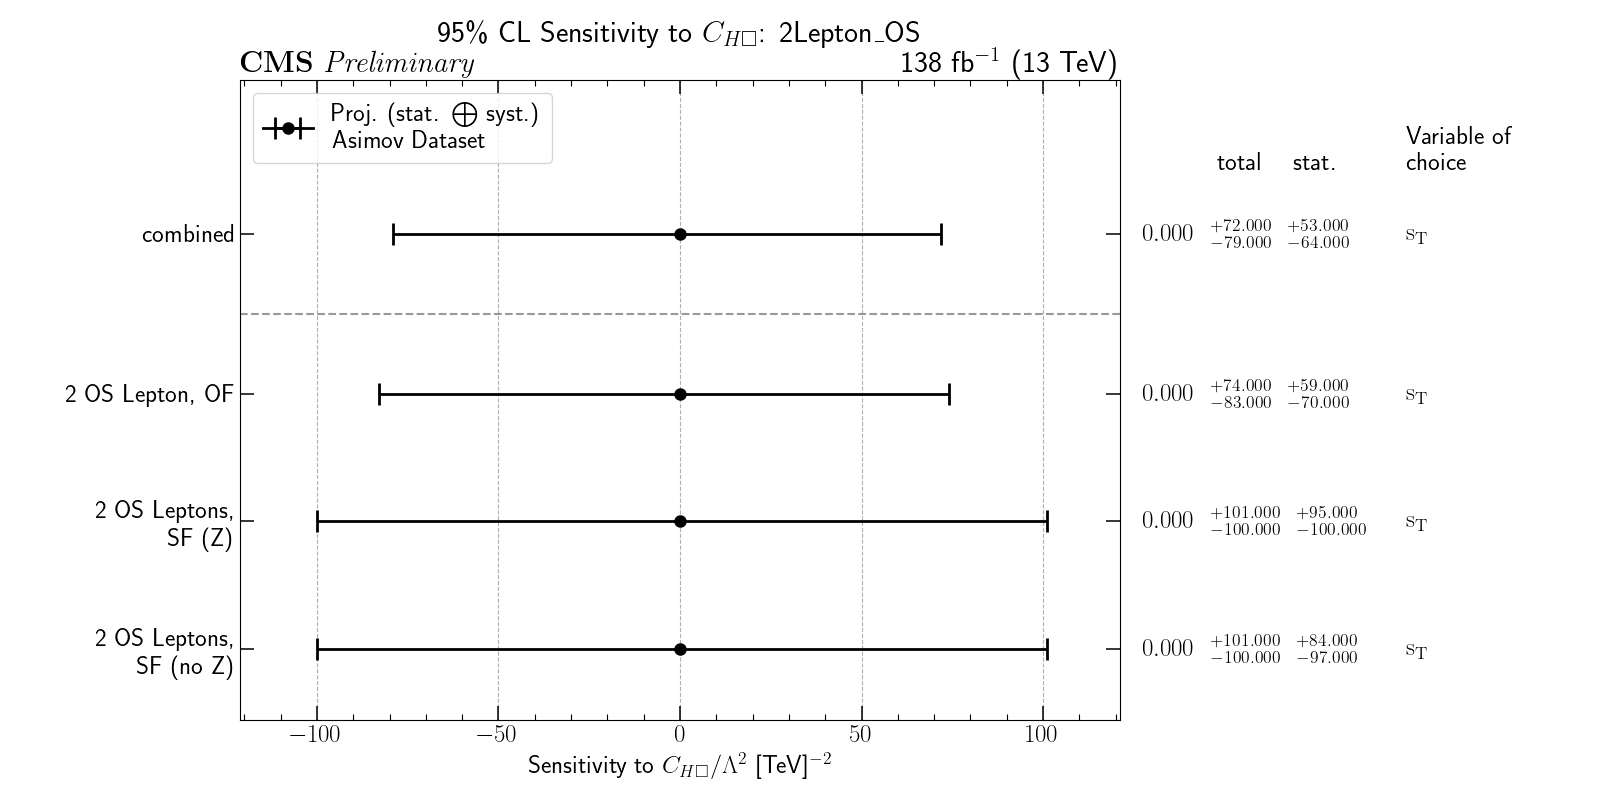 95% CL Sensitivity to C_{H□}: 2Lepton_OS
CMS Preliminary
138 fb⁻¹ (13 TeV)
Proj. (stat. ⨁ syst.)
Asimov Dataset
Variable of
choice
total stat.
combined
0.000 +72.000 −79.000 +53.000 −64.000 s_T
2 OS Lepton, OF
0.000 +74.000 −83.000 +59.000 −70.000 s_T
2 OS Leptons,
SF (Z)
0.000 +101.000 −100.000 +95.000 −100.000 s_T
2 OS Leptons,
SF (no Z)
0.000 +101.000 −100.000 +84.000 −97.000 s_T
−100 −50 0 50 100
Sensitivity to C_{H□}/Λ² [TeV]⁻²